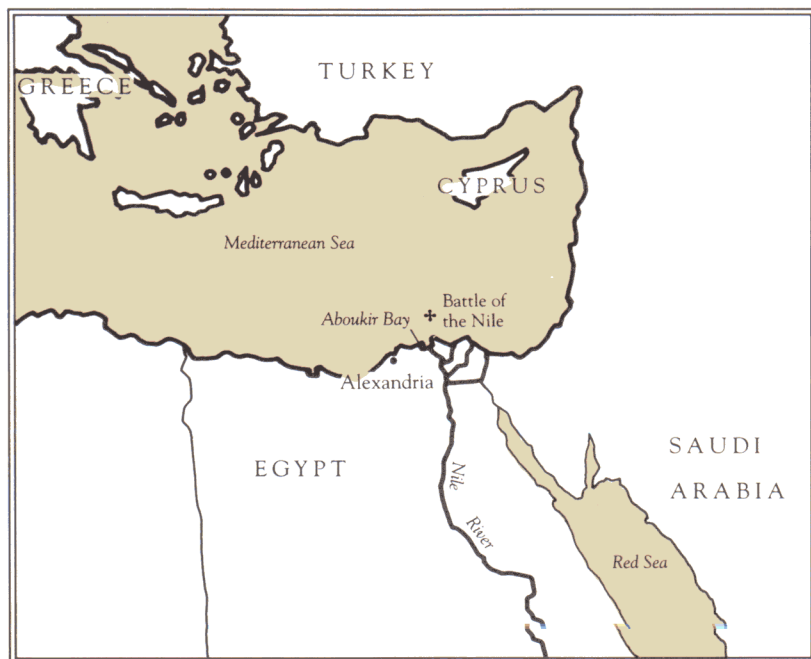 TURKEY
GREECE
CYPRUS
Mediterranean Sea
Battle of
the Nile
Aboukir Bay
Alexandria
EGYPT
SAUDI
ARABIA
Nile
River
Red Sea